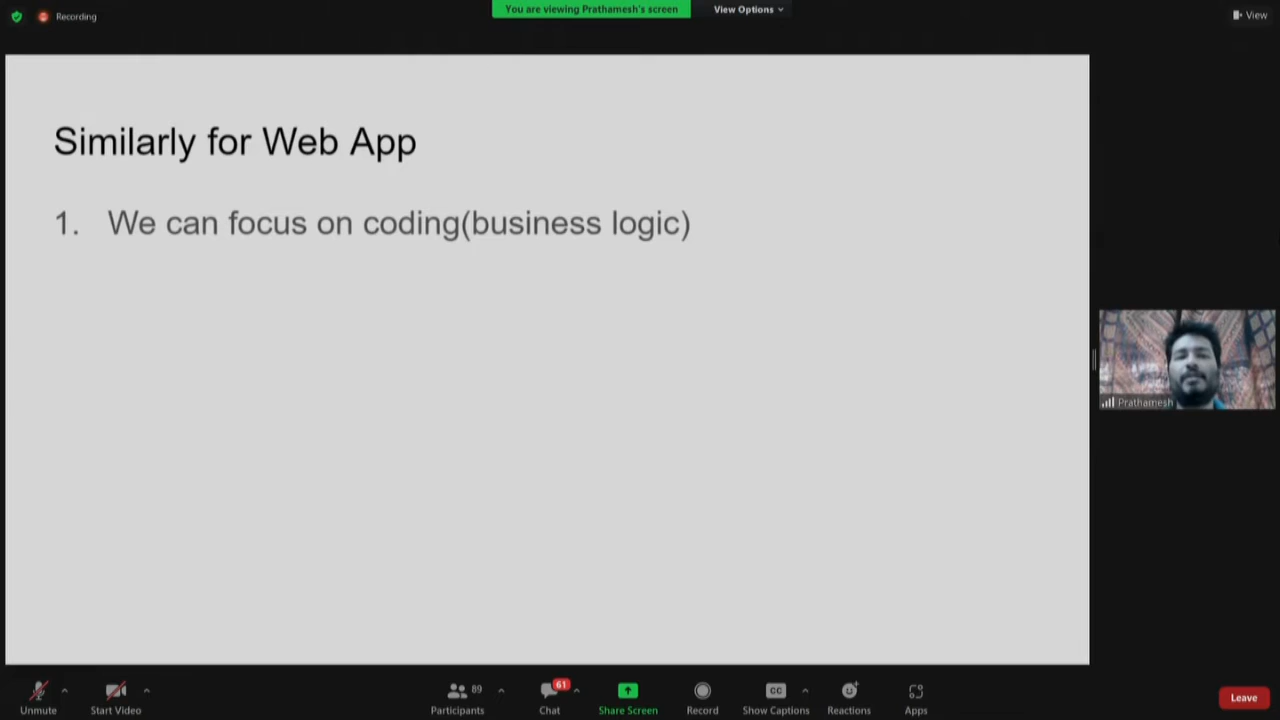 Recording
You are viewing Prathamesh's screen
View Options
View
Similarly for Web App
1. We can focus on coding(business logic)
Prathamesh
Unmute
Start Video
89
Participants
61
Chat
Share Screen
Record
CC
Show Captions
Reactions
Apps
Leave